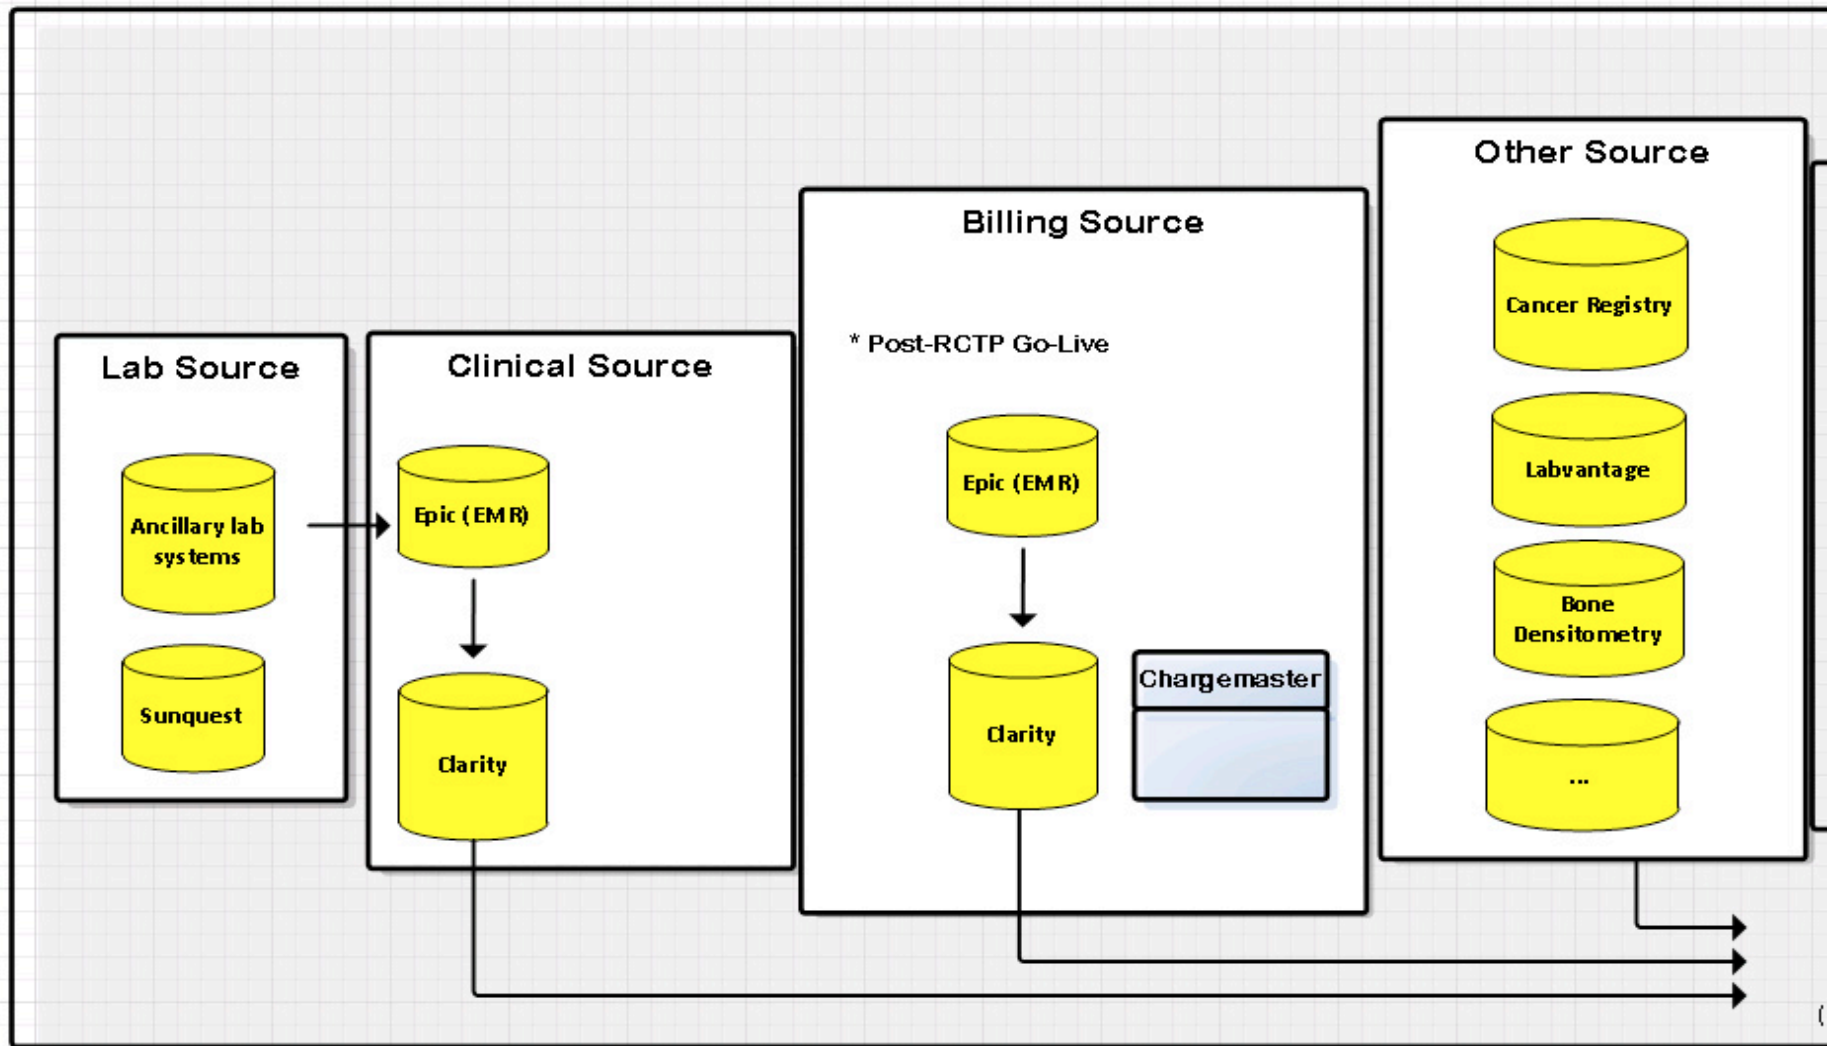 Lab Source
Ancillary lab
systems
Sunquest
Clinical Source
Epic (EMR)
Clarity
Billing Source
* Post-RCTP Go-Live
Epic (EMR)
Clarity
Chargemaster
Other Source
Cancer Registry
Labvantage
Bone
Densitometry
...
(